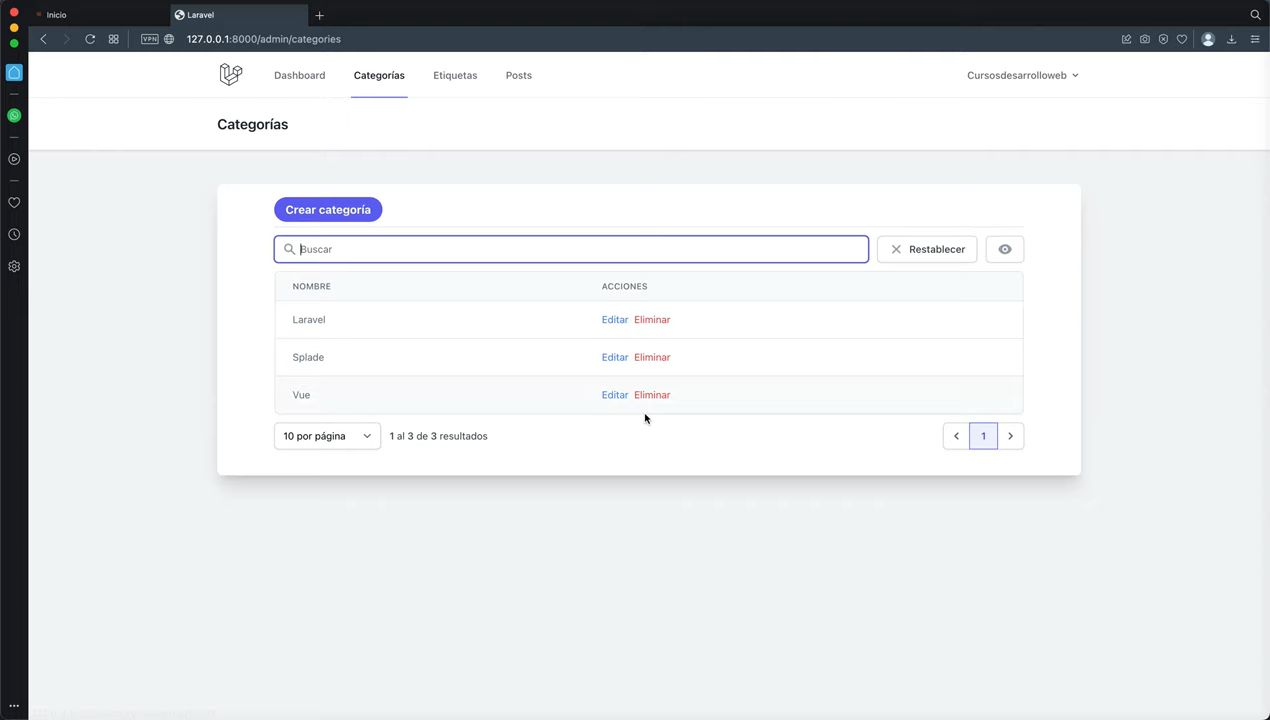 Inicio
Laravel
VPN
127.0.0.1:8000/admin/categories
Dashboard
Categorías
Etiquetas
Posts
Cursosdesarrolloweb
Categorías
Crear categoría
Buscar
Restablecer
NOMBRE
ACCIONES
Laravel
Editar
Eliminar
Splade
Editar
Eliminar
Vue
Editar
Eliminar
10 por página
1 al 3 de 3 resultados
1